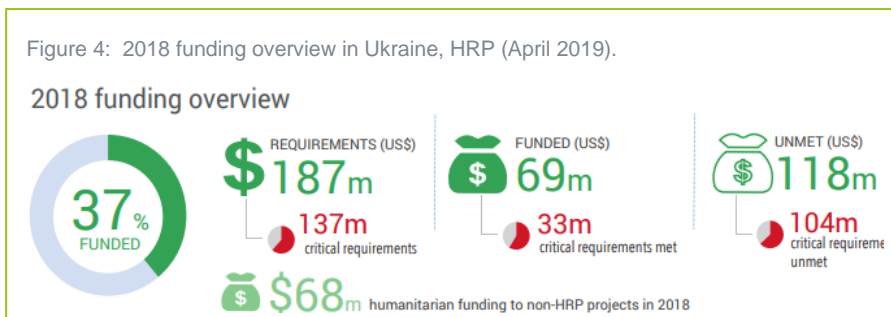 Figure 4: 2018 funding overview in Ukraine, HRP (April 2019).
2018 funding overview
37% FUNDED
$ REQUIREMENTS (US$)
187m
137m
critical requirements
$ FUNDED (US$)
69m
33m
critical requirements met
$ UNMET (US$)
118m
104m
critical
unmet
$ $68m humanitarian funding to non-HRP projects in 2018